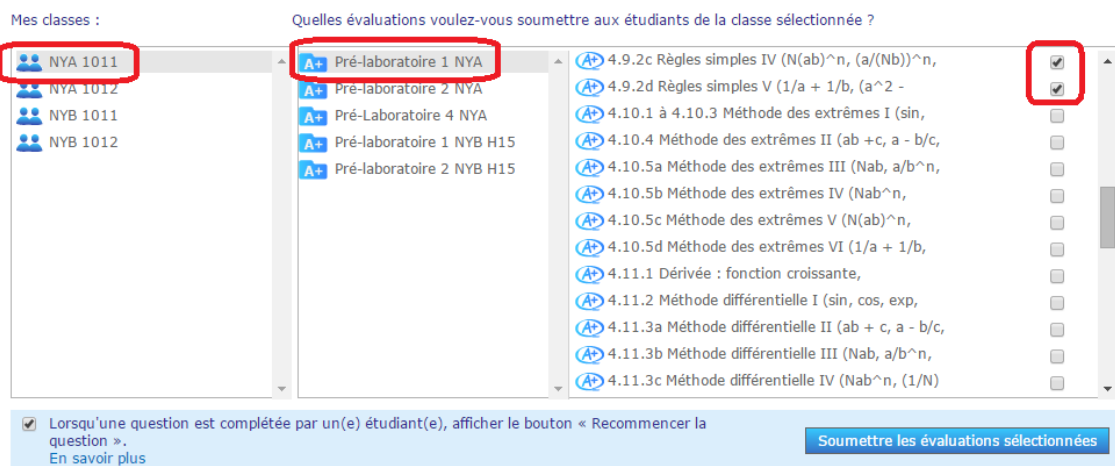 Mes classes :
Quelles évaluations voulez-vous soumettre aux étudiants de la classe sélectionnée ?
NYA 1011
NYA 1012
NYB 1011
NYB 1012
A+ Pré-laboratoire 1 NYA
A+ Pré-laboratoire 2 NYA
A+ Pré-Laboratoire 4 NYA
A+ Pré-laboratoire 1 NYB H15
A+ Pré-laboratoire 2 NYB H15
A+ 4.9.2c Règles simples IV (N(ab)^n, (a/(Nb))^n,
A+ 4.9.2d Règles simples V (1/a + 1/b, (a^2 -
A+ 4.10.1 à 4.10.3 Méthode des extrêmes I (sin,
A+ 4.10.4 Méthode des extrêmes II (ab +c, a - b/c,
A+ 4.10.5a Méthode des extrêmes III (Nab, a/b^n,
A+ 4.10.5b Méthode des extrêmes IV (Nab^n,
A+ 4.10.5c Méthode des extrêmes V (N(ab)^n,
A+ 4.10.5d Méthode des extrêmes VI (1/a + 1/b,
A+ 4.11.1 Dérivée : fonction croissante,
A+ 4.11.2 Méthode différentielle I (sin, cos, exp,
A+ 4.11.3a Méthode différentielle II (ab + c, a - b/c,
A+ 4.11.3b Méthode différentielle III (Nab, a/b^n,
A+ 4.11.3c Méthode différentielle IV (Nab^n, (1/N)
Lorsqu'une question est complétée par un(e) étudiant(e), afficher le bouton « Recommencer la
question ».
En savoir plus
Soumettre les évaluations sélectionnées